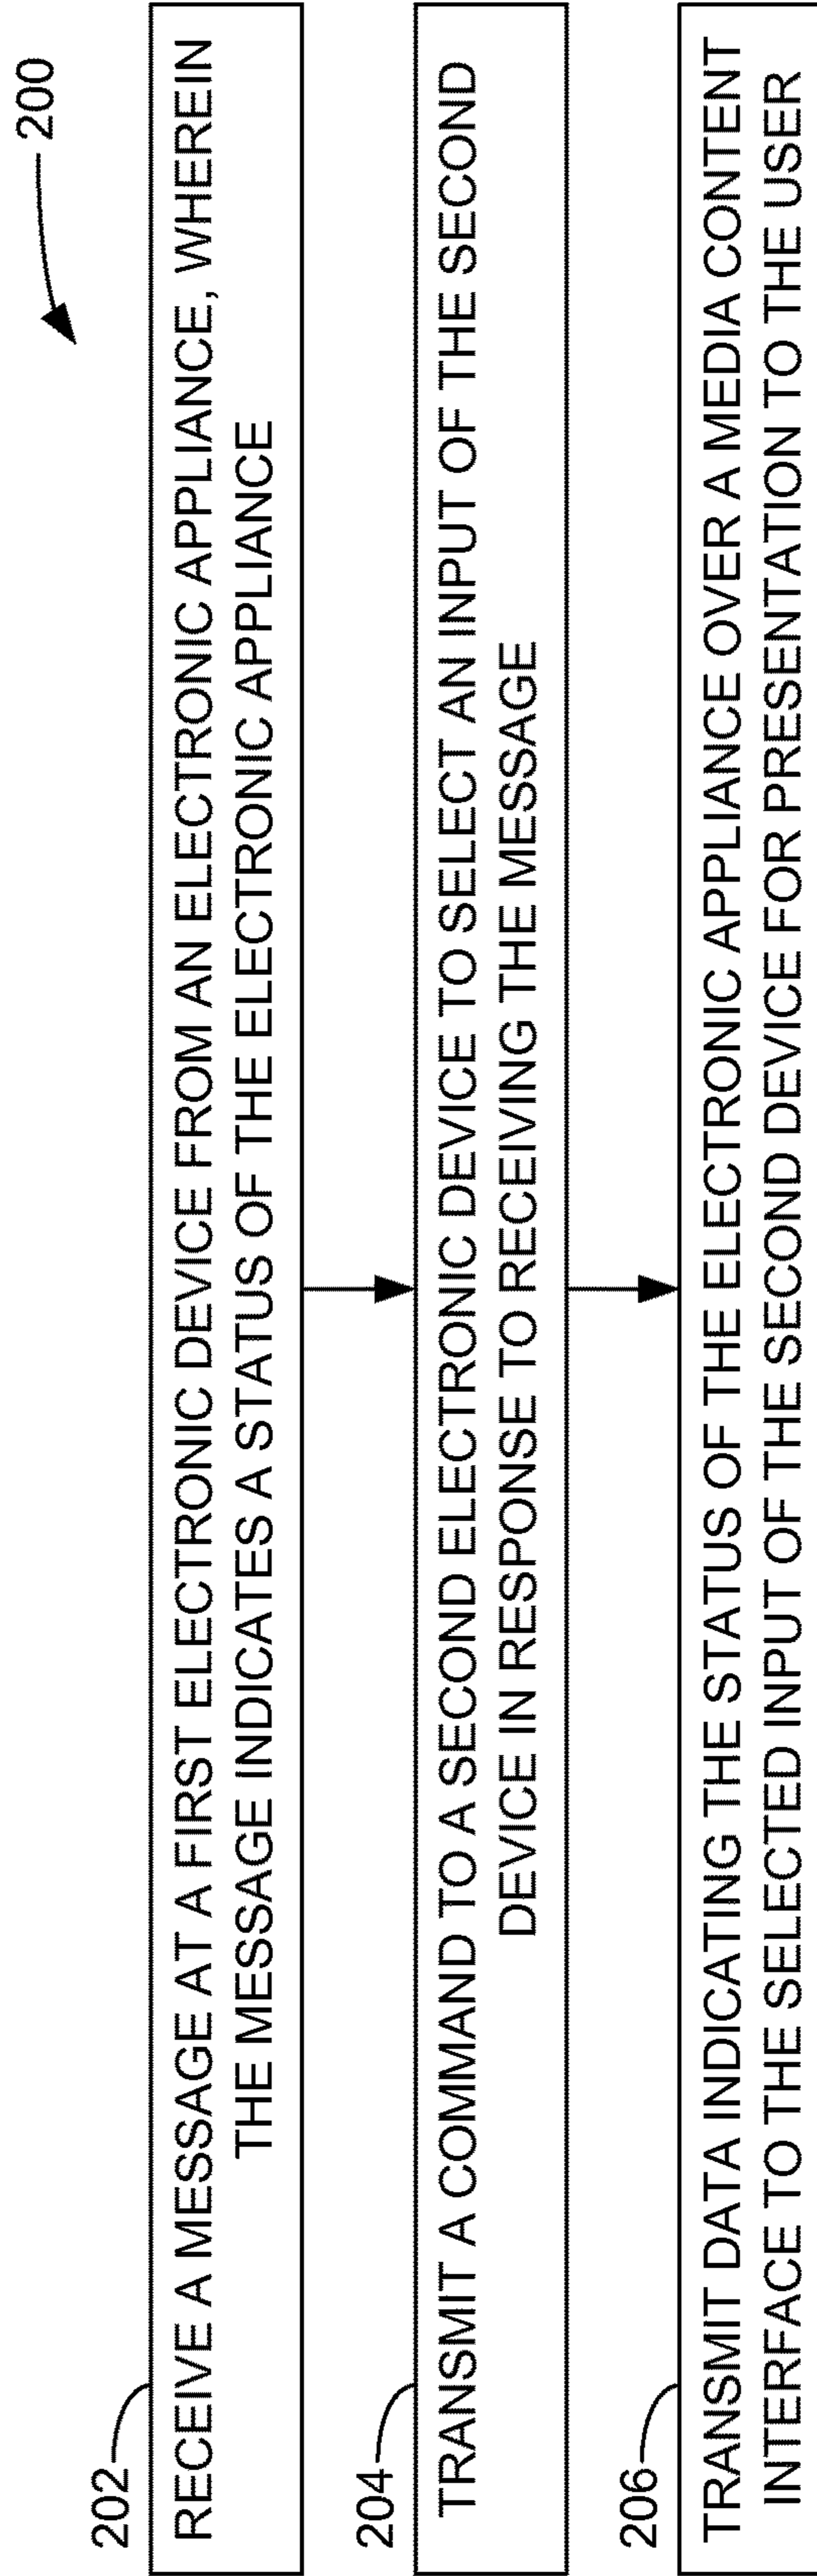 200
202
RECEIVE A MESSAGE AT A FIRST ELECTRONIC DEVICE FROM AN ELECTRONIC APPLIANCE, WHEREIN
THE MESSAGE INDICATES A STATUS OF THE ELECTRONIC APPLIANCE
204
TRANSMIT A COMMAND TO A SECOND ELECTRONIC DEVICE TO SELECT AN INPUT OF THE SECOND
DEVICE IN RESPONSE TO RECEIVING THE MESSAGE
206
TRANSMIT DATA INDICATING THE STATUS OF THE ELECTRONIC APPLIANCE OVER A MEDIA CONTENT
INTERFACE TO THE SELECTED INPUT OF THE SECOND DEVICE FOR PRESENTATION TO THE USER